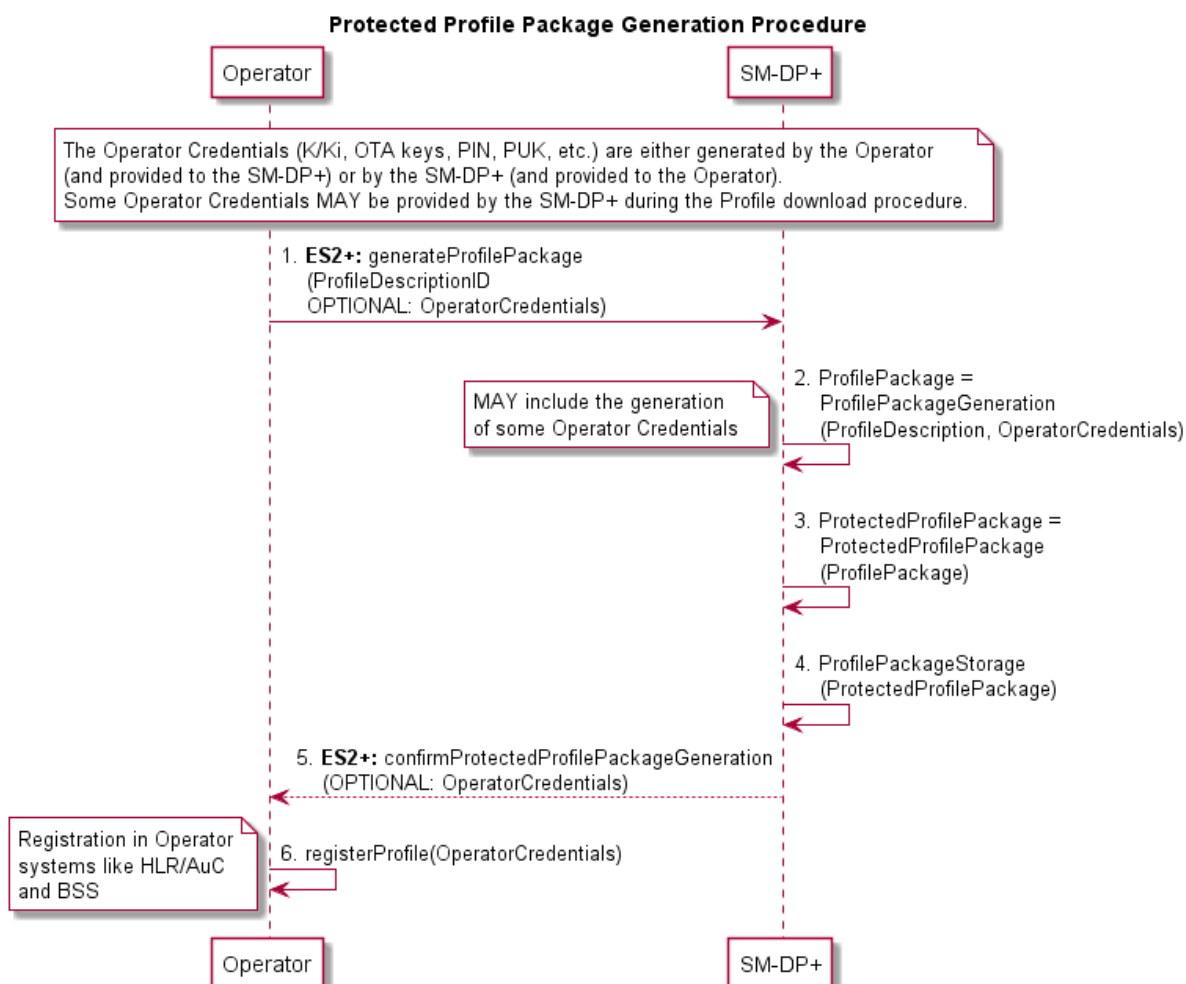 Protected Profile Package Generation Procedure
Operator
SM-DP+
The Operator Credentials (K/Ki, OTA keys, PIN, PUK, etc.) are either generated by the Operator
(and provided to the SM-DP+) or by the SM-DP+ (and provided to the Operator).
Some Operator Credentials MAY be provided by the SM-DP+ during the Profile download procedure.
1. ES2+: generateProfilePackage
(ProfileDescriptionID
OPTIONAL: OperatorCredentials)
MAY include the generation
of some Operator Credentials
2. ProfilePackage =
ProfilePackageGeneration
(ProfileDescription, OperatorCredentials)
3. ProtectedProfilePackage =
ProtectedProfilePackage
(ProfilePackage)
4. ProfilePackageStorage
(ProtectedProfilePackage)
5. ES2+: confirmProtectedProfilePackageGeneration
(OPTIONAL: OperatorCredentials)
Registration in Operator
systems like HLR/AuC
and BSS
6. registerProfile(OperatorCredentials)
Operator
SM-DP+